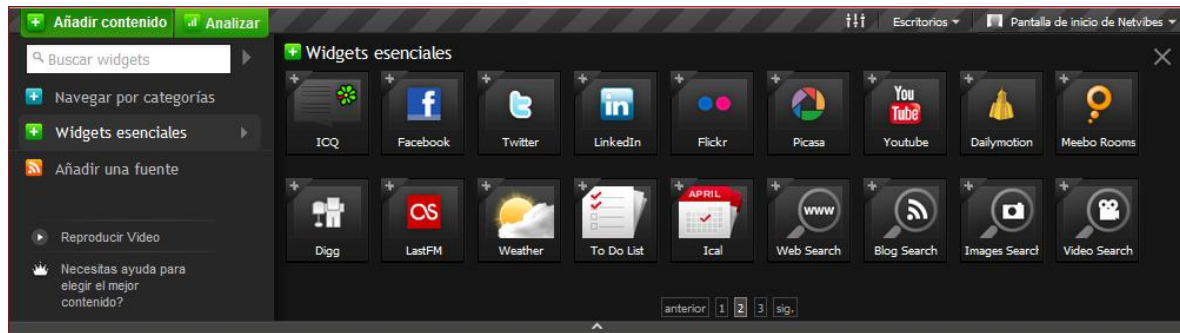 Añadir contenido
Analizar
Escritorios
Pantalla de inicio de Netvibes
Buscar widgets
Navegar por categorías
Widgets esenciales
Añadir una fuente
Reproducir Video
Necesitas ayuda para
elegir el mejor
contenido?
Widgets esenciales
ICQ
f
Facebook
Twitter
in
LinkedIn
Flickr
Picasa
You
Tube
Youtube
Dailymotion
Meebo Rooms
Digg
LastFM
Weather
To Do List
APRIL
Ical
www
Web Search
Blog Search
Images Search
Video Search
anterior 1 2 3 sig.